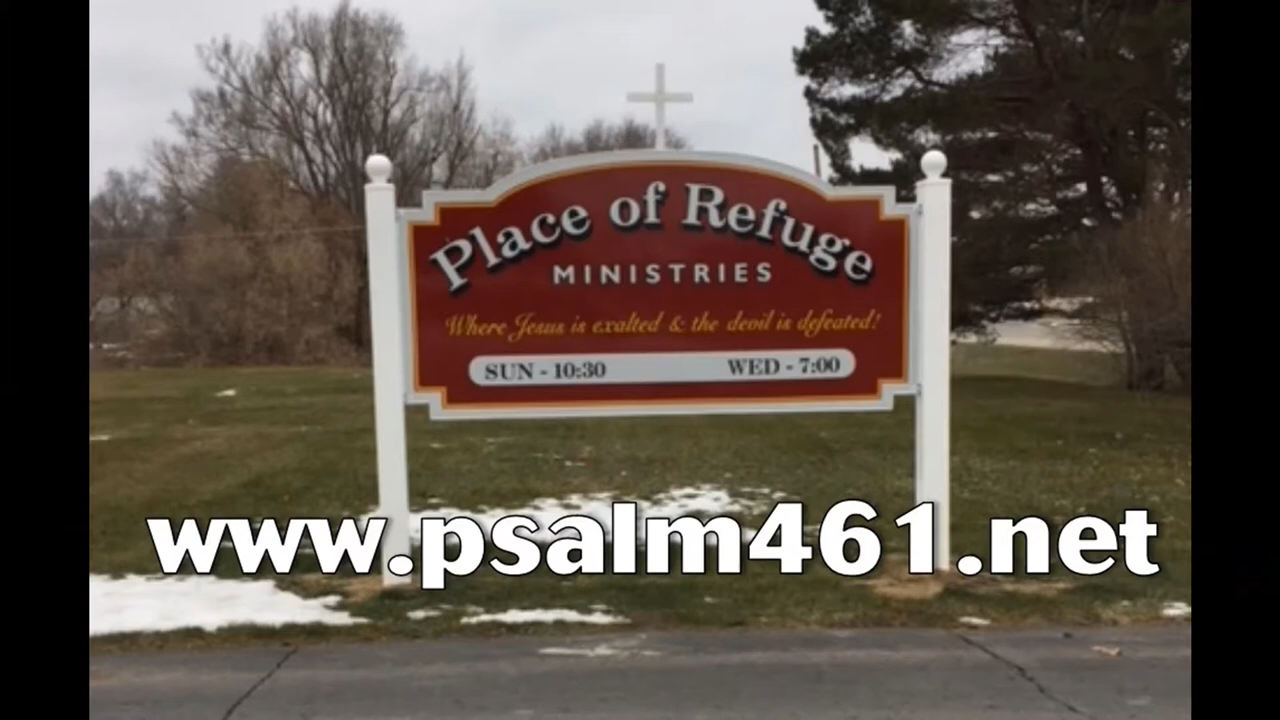 Place of Refuge
MINISTRIES
Where Jesus is exalted & the devil is defeated!
SUN - 10:30 WED - 7:00
www.psalm461.net